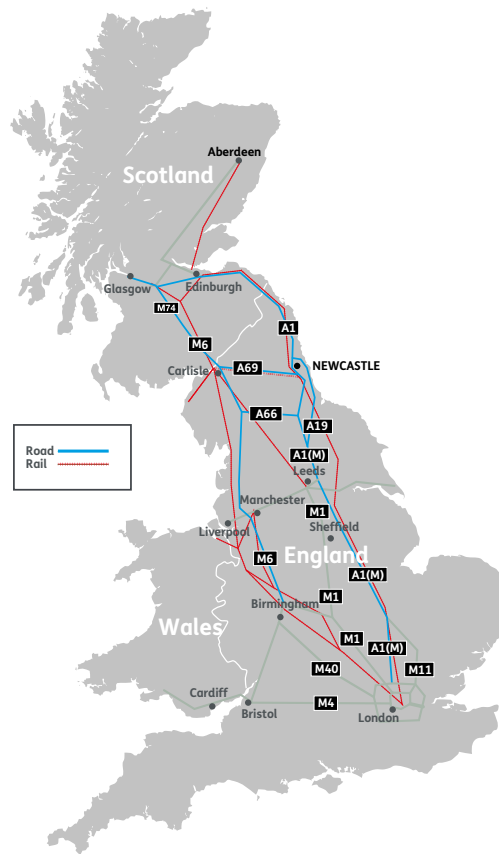 Aberdeen
Scotland
Glasgow
Edinburgh
M74
A1
M6
Carlisle
A69
NEWCASTLE
A66
A19
Road
Rail
A1(M)
Leeds
Manchester
M1
Liverpool
Sheffield
England
M6
A1(M)
M1
Birmingham
Wales
M1
A1(M)
M40
M11
Cardiff
M4
Bristol
London